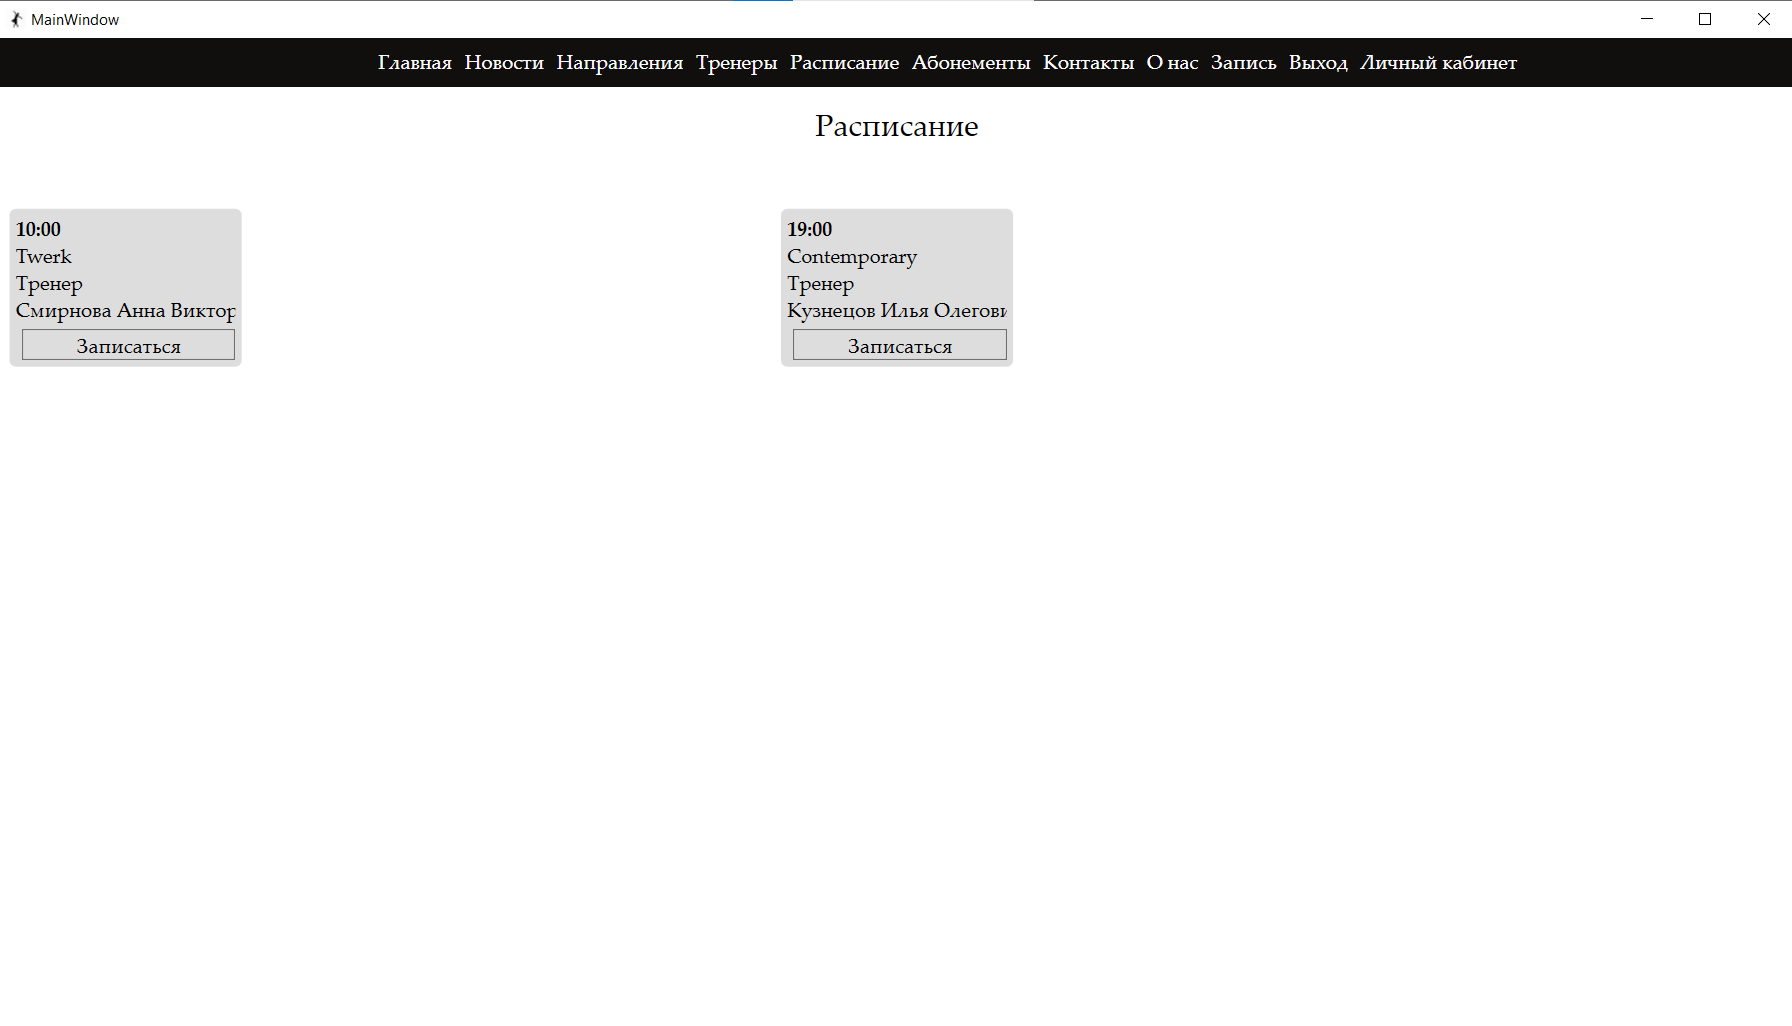 MainWindow
Главная Новости Направления Тренеры Расписание Абонементы Контакты О нас Запись Выход Личный кабинет
Расписание
10:00
Twerk
Тренер
Смирнова Анна Виктор
Записаться
19:00
Contemporary
Тренер
Кузнецов Илья Олегови
Записаться